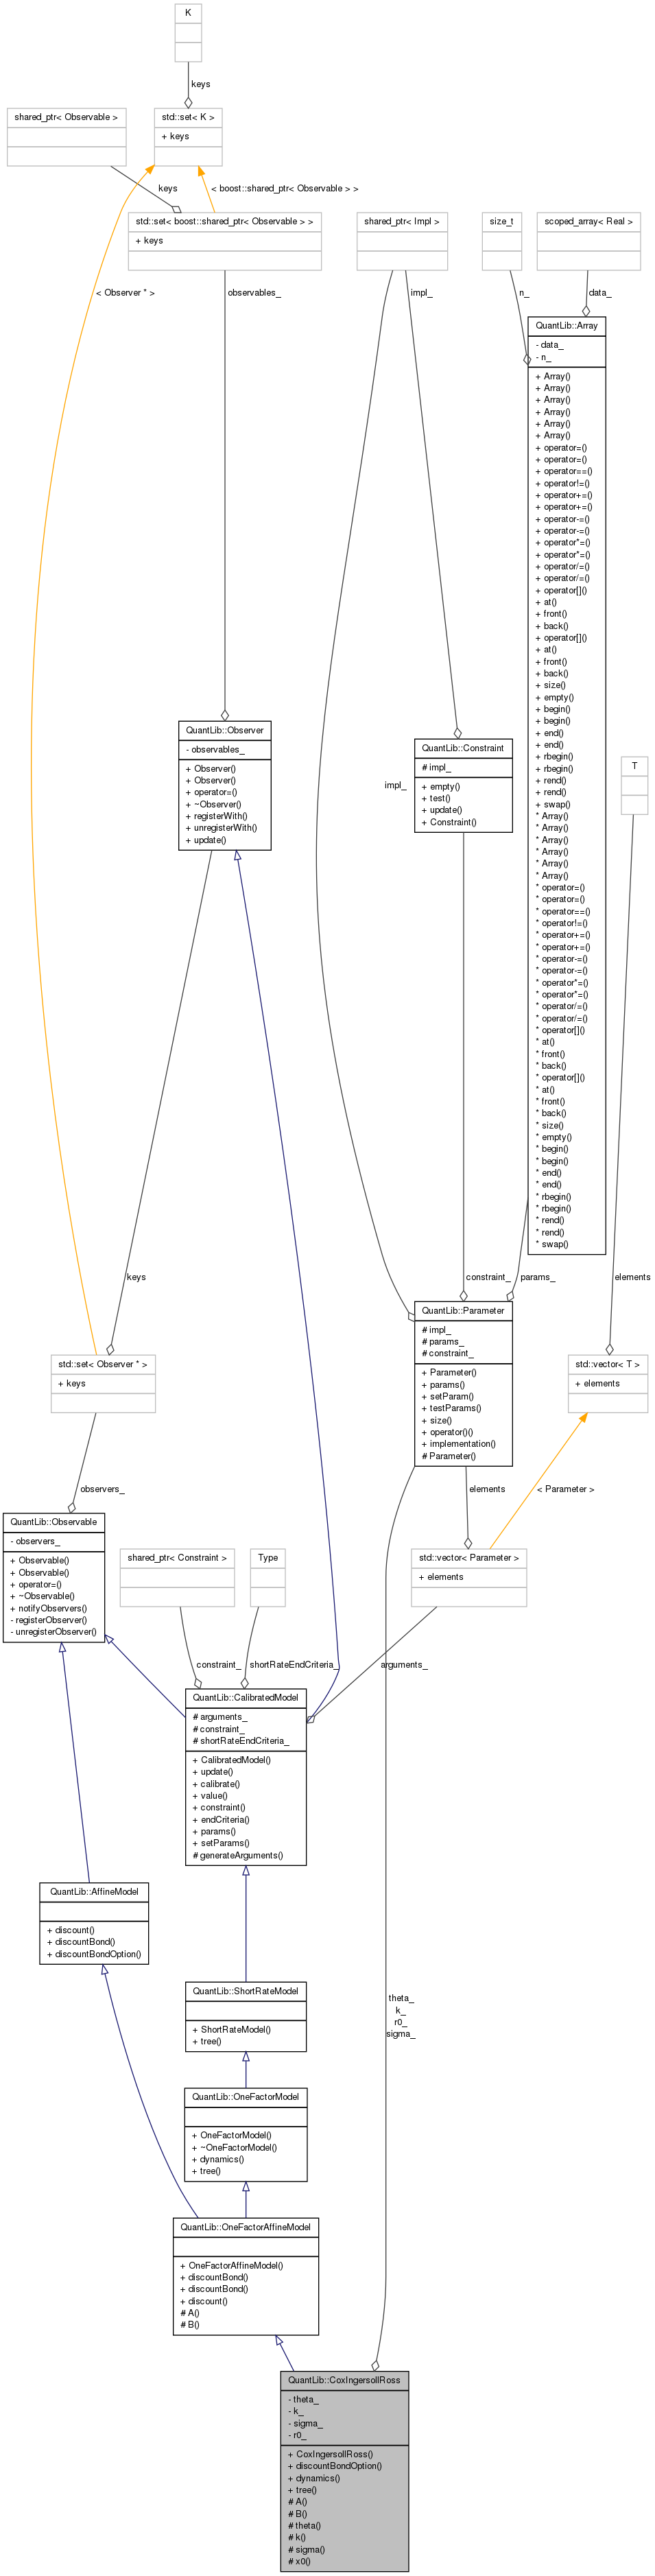 K
keys
shared_ptr< Observable >
std::set< K >
+ keys
keys
< boost::shared_ptr< Observable > >
std::set< boost::shared_ptr< Observable > >
+ keys
shared_ptr< Impl >
size_t
scoped_array< Real >
< Observer * >
observables_
impl_
n_
data_
QuantLib::Array
- data_
- n_
+ Array()
+ Array()
+ Array()
+ Array()
+ Array()
+ Array()
+ operator=()
+ operator=()
+ operator==()
+ operator!=()
+ operator+=()
+ operator+=()
+ operator-=()
+ operator-=()
+ operator*=()
+ operator*=()
+ operator/=()
+ operator/=()
+ operator[]()
+ at()
+ front()
+ back()
+ operator[]()
+ at()
+ front()
+ back()
+ size()
+ empty()
+ begin()
+ begin()
+ end()
+ end()
+ rbegin()
+ rbegin()
+ rend()
+ rend()
+ swap()
* Array()
* Array()
* Array()
* Array()
* Array()
* Array()
* operator=()
* operator=()
* operator==()
* operator!=()
* operator+=()
* operator+=()
* operator-=()
* operator-=()
* operator*=()
* operator*=()
* operator/=()
* operator/=()
* operator[]()
* at()
* front()
* back()
* operator[]()
* at()
* front()
* back()
* size()
* empty()
* begin()
* begin()
* end()
* end()
* rbegin()
* rbegin()
* rend()
* rend()
* swap()
QuantLib::Observer
- observables_
+ Observer()
+ Observer()
+ operator=()
+ ~Observer()
+ registerWith()
+ unregisterWith()
+ update()
impl_
QuantLib::Constraint
# impl_
+ empty()
+ test()
+ update()
+ Constraint()
T
keys
constraint_
params_
elements
QuantLib::Parameter
# impl_
# params_
# constraint_
+ Parameter()
+ params()
+ setParam()
+ testParams()
+ size()
+ operator()()
+ implementation()
# Parameter()
std::set< Observer * >
+ keys
std::vector< T >
+ elements
observers_
elements
< Parameter >
QuantLib::Observable
- observers_
+ Observable()
+ Observable()
+ operator=()
+ ~Observable()
+ notifyObservers()
- registerObserver()
- unregisterObserver()
shared_ptr< Constraint >
Type
std::vector< Parameter >
+ elements
constraint_
shortRateEndCriteria_
arguments_
QuantLib::CalibratedModel
# arguments_
# constraint_
# shortRateEndCriteria_
+ CalibratedModel()
+ update()
+ calibrate()
+ value()
+ constraint()
+ endCriteria()
+ params()
+ setParams()
# generateArguments()
QuantLib::AffineModel
+ discount()
+ discountBond()
+ discountBondOption()
QuantLib::ShortRateModel
+ ShortRateModel()
+ tree()
theta_
k_
r0_
sigma_
QuantLib::OneFactorModel
+ OneFactorModel()
+ ~OneFactorModel()
+ dynamics()
+ tree()
QuantLib::OneFactorAffineModel
+ OneFactorAffineModel()
+ discountBond()
+ discountBond()
+ discount()
# A()
# B()
QuantLib::CoxIngersollRoss
- theta_
- k_
- sigma_
- r0_
+ CoxIngersollRoss()
+ discountBondOption()
+ dynamics()
+ tree()
# A()
# B()
# theta()
# k()
# sigma()
# x0()